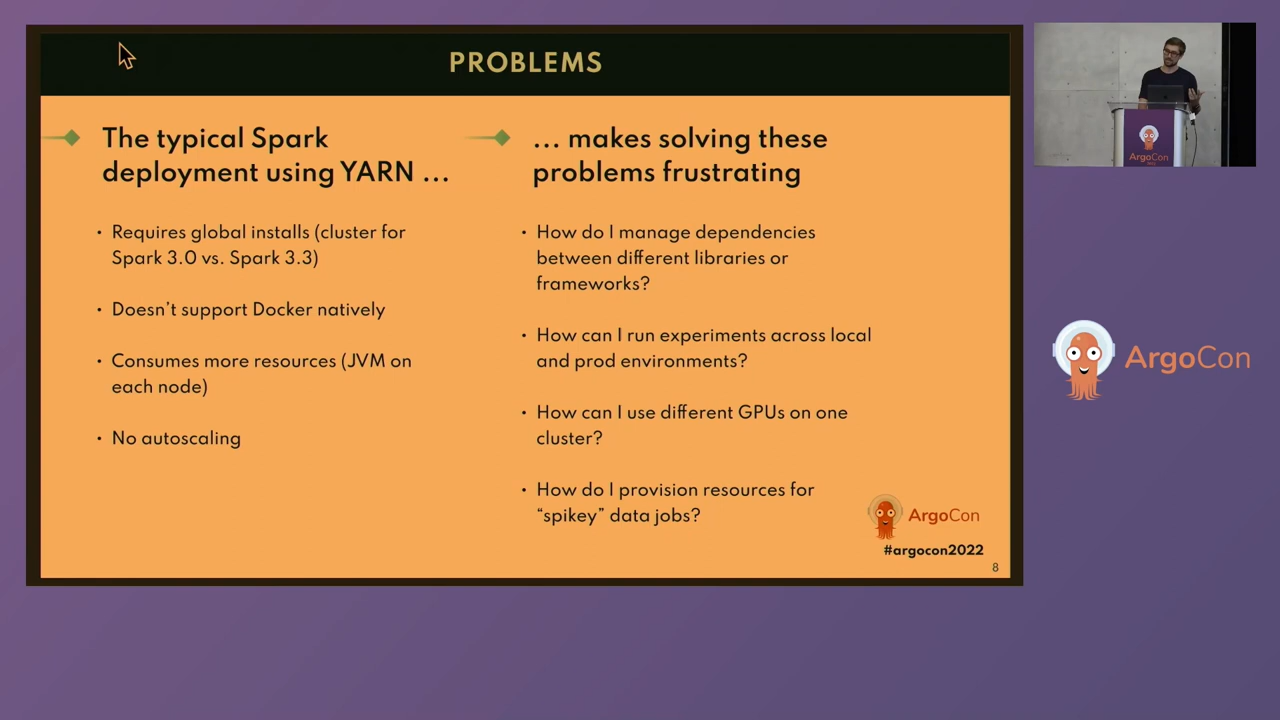 PROBLEMS
The typical Spark
deployment using YARN ...
• Requires global installs (cluster for
Spark 3.0 vs. Spark 3.3)
• Doesn't support Docker natively
• Consumes more resources (JVM on
each node)
• No autoscaling
... makes solving these
problems frustrating
• How do I manage dependencies
between different libraries or
frameworks?
• How can I run experiments across local
and prod environments?
• How can I use different GPUs on one
cluster?
• How do I provision resources for
“spikey” data jobs?
ArgoCon
#argocon2022
8
ArgoCon
ArgoCon